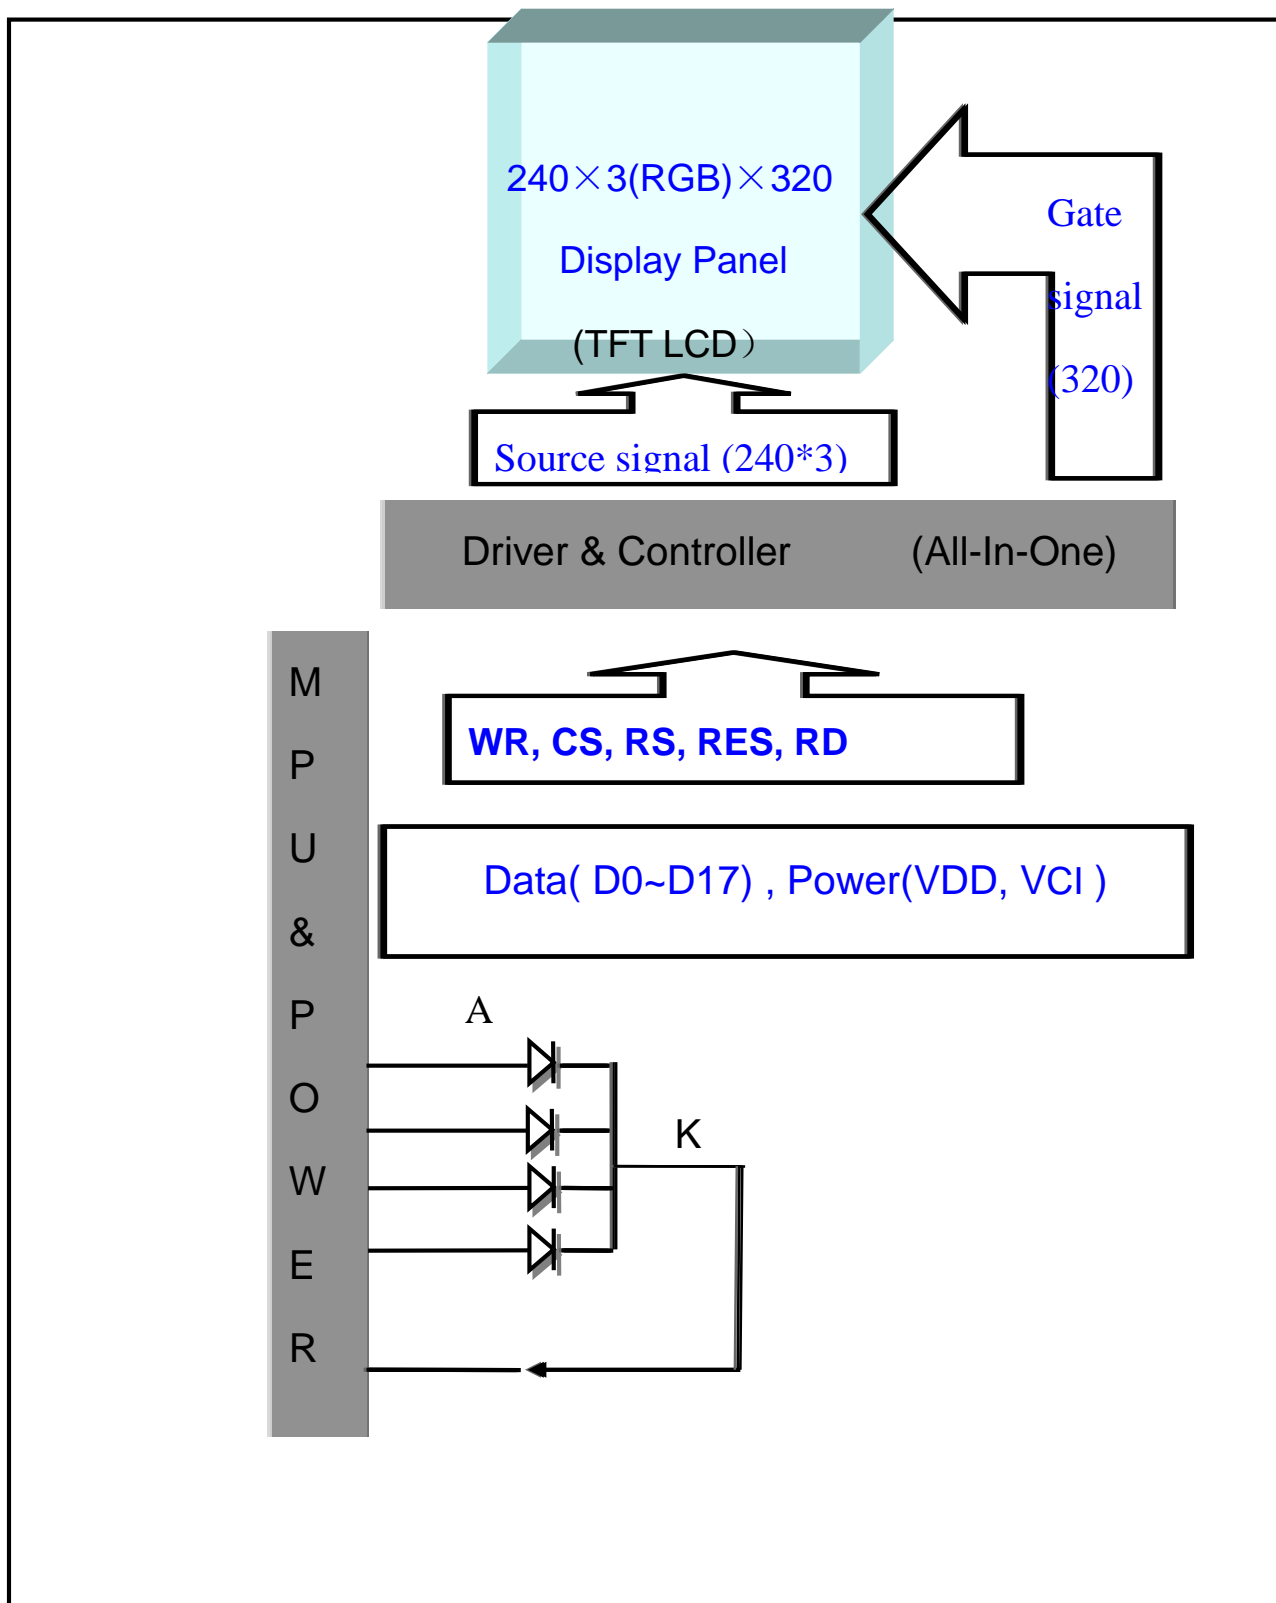 240×3(RGB)×320
Display Panel
(TFT LCD）
Gate
signal
(320)
Source signal (240*3)
Driver & Controller (All-In-One)
M
P
U
&
P
O
W
E
R
WR, CS, RS, RES, RD
Data( D0~D17) , Power(VDD, VCI )
A
K